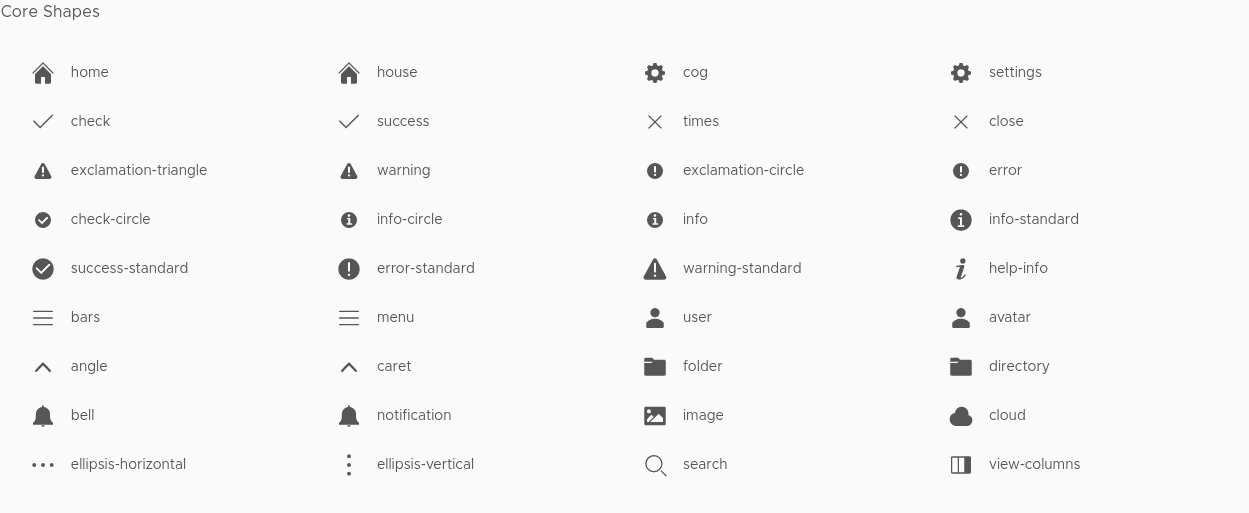 Core Shapes
home house cog settings
check success times close
exclamation-triangle warning exclamation-circle error
check-circle info-circle info info-standard
success-standard error-standard warning-standard help-info
bars menu user avatar
angle caret folder directory
bell notification image cloud
ellipsis-horizontal ellipsis-vertical search view-columns